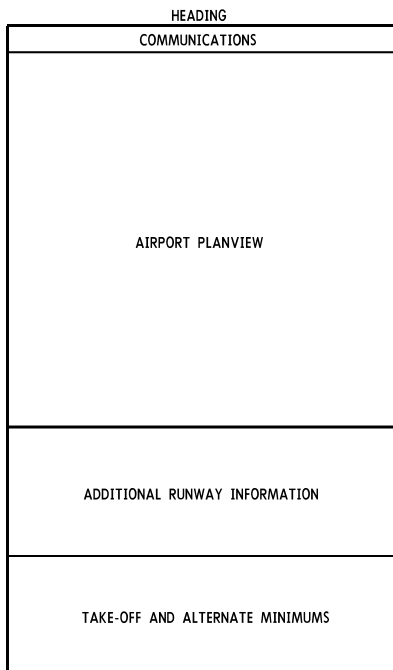 HEADING
COMMUNICATIONS
AIRPORT PLANVIEW
ADDITIONAL RUNWAY INFORMATION
TAKE-OFF AND ALTERNATE MINIMUMS